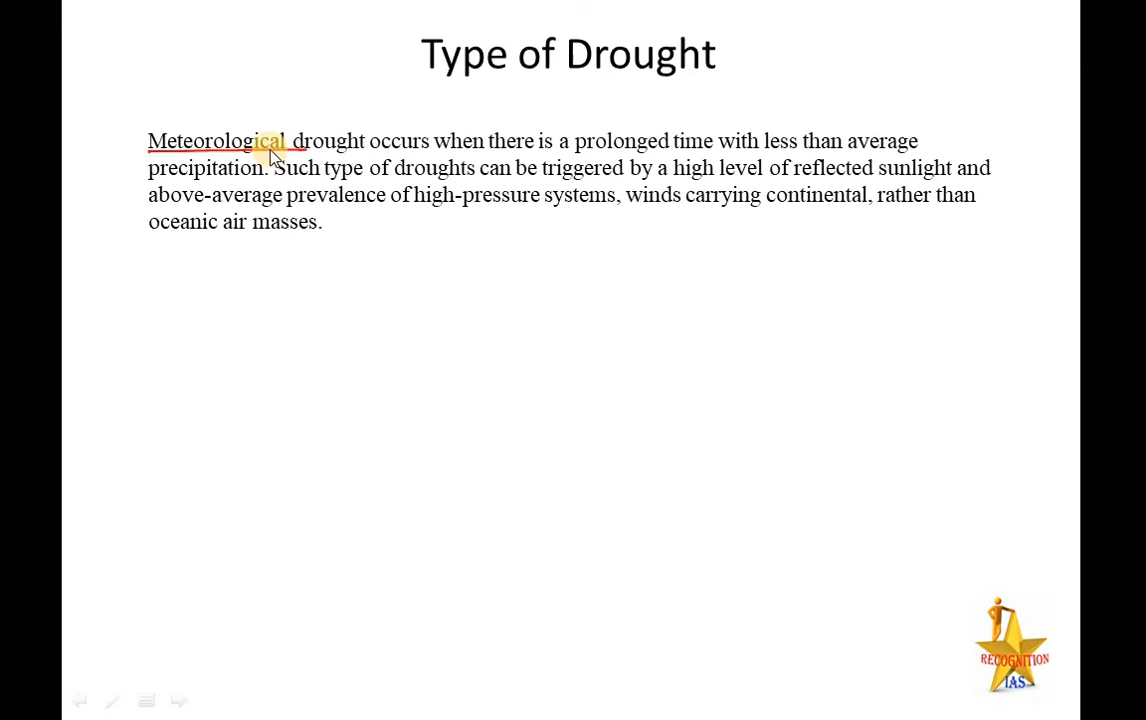 Type of Drought
Meteorological drought occurs when there is a prolonged time with less than average
precipitation. Such type of droughts can be triggered by a high level of reflected sunlight and
above-average prevalence of high-pressure systems, winds carrying continental, rather than
oceanic air masses.
RECOGNITION
IAS